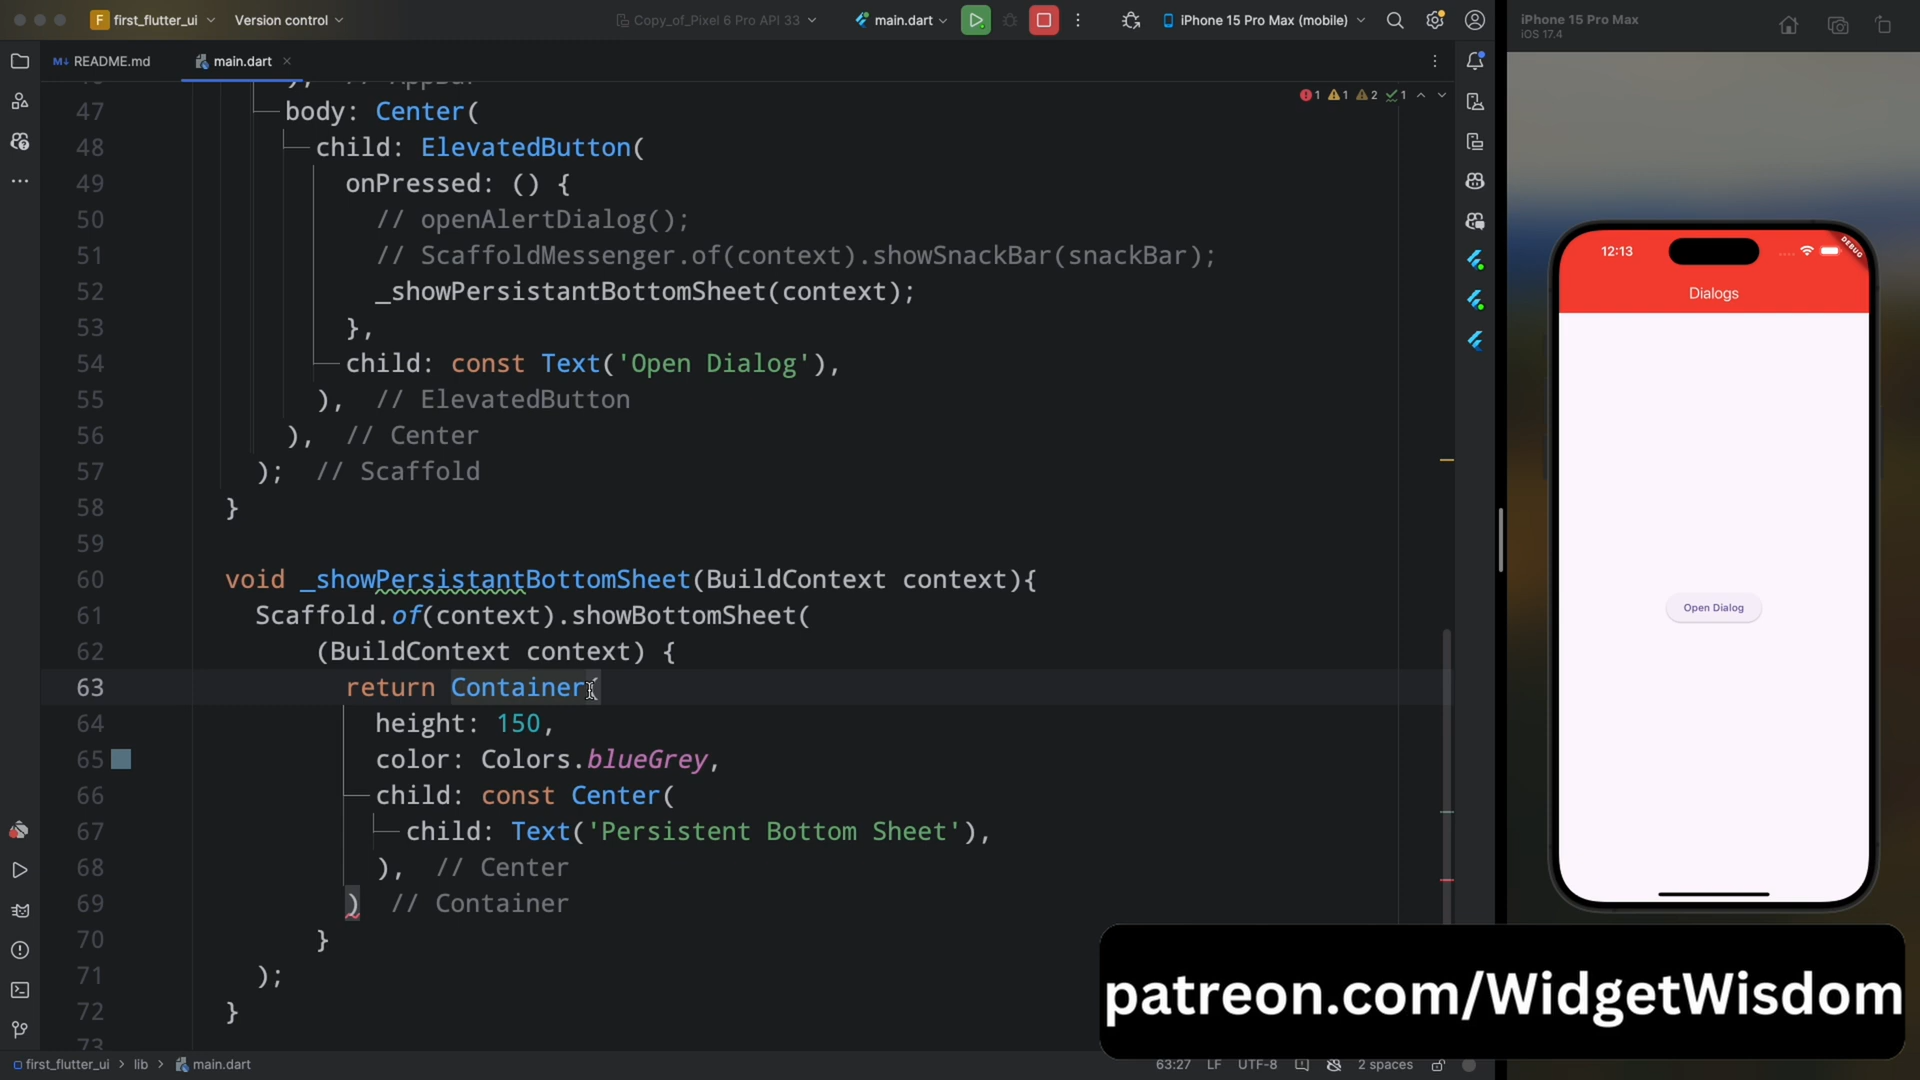 F first_flutter_ui Version control Copy_of_Pixel 6 Pro API 33 main.dart iPhone 15 Pro Max (mobile)
iPhone 15 Pro Max
iOS 17.4
M↓ README.md main.dart
1 1 2 1
47 body: Center(
48 child: ElevatedButton(
49 onPressed: () {
50 // openAlertDialog();
51 // ScaffoldMessenger.of(context).showSnackBar(snackBar);
52 _showPersistantBottomSheet(context);
53 },
54 child: const Text('Open Dialog'),
55 ), // ElevatedButton
56 ), // Center
57 ); // Scaffold
58 }
59
60 void _showPersistantBottomSheet(BuildContext context){
61 Scaffold.of(context).showBottomSheet(
62 (BuildContext context) {
63 return Container(
64 height: 150,
65 color: Colors.blueGrey,
66 child: const Center(
67 child: Text('Persistent Bottom Sheet'),
68 ), // Center
69 ) // Container
70 }
71 );
72 }
73
12:13
DEBUG
Dialogs
Open Dialog
patreon.com/WidgetWisdom
first_flutter_ui lib main.dart 63:27 LF UTF-8 2 spaces